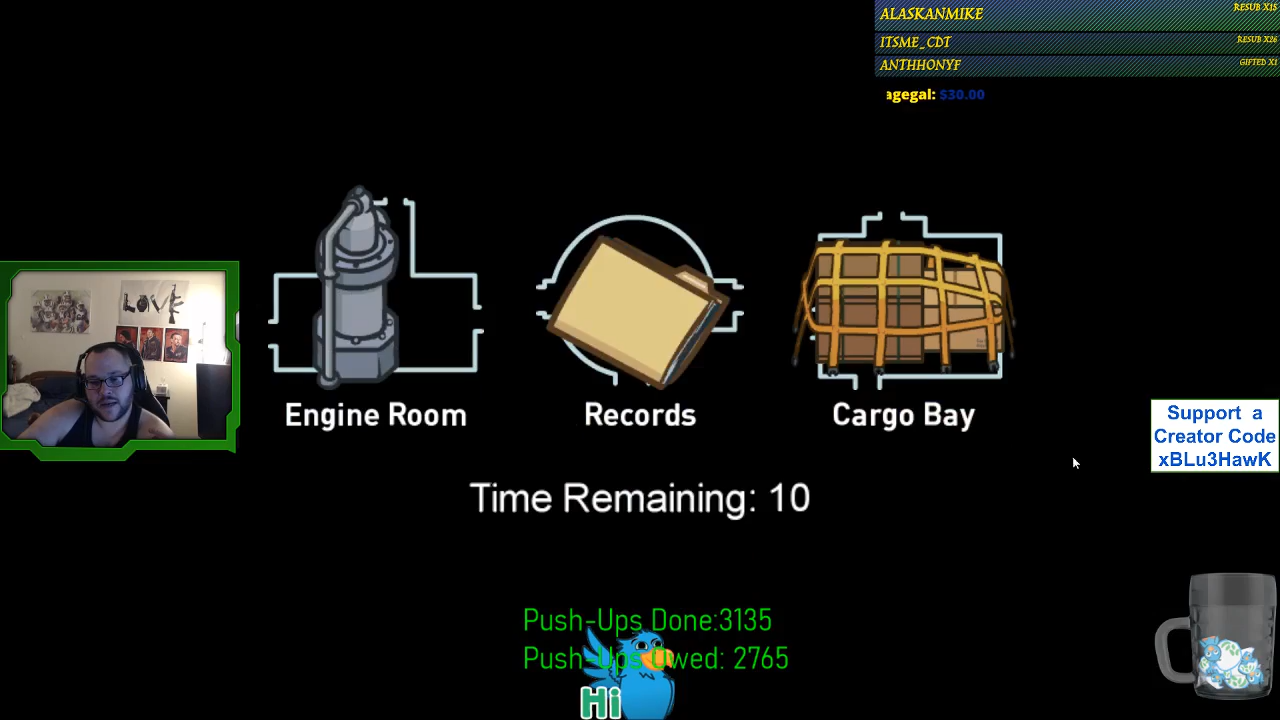 ALASKANMIKE RESUB X15
ITSME_CDT RESUB X26
ANTHHONYF GIFTED X1
agegal: $30.00
LOVE
Engine Room
Records
Cargo Bay
Support a
Creator Code
xBLu3HawK
Time Remaining: 10
Push-Ups Done:3135
Push-Ups Owed: 2765
Hi